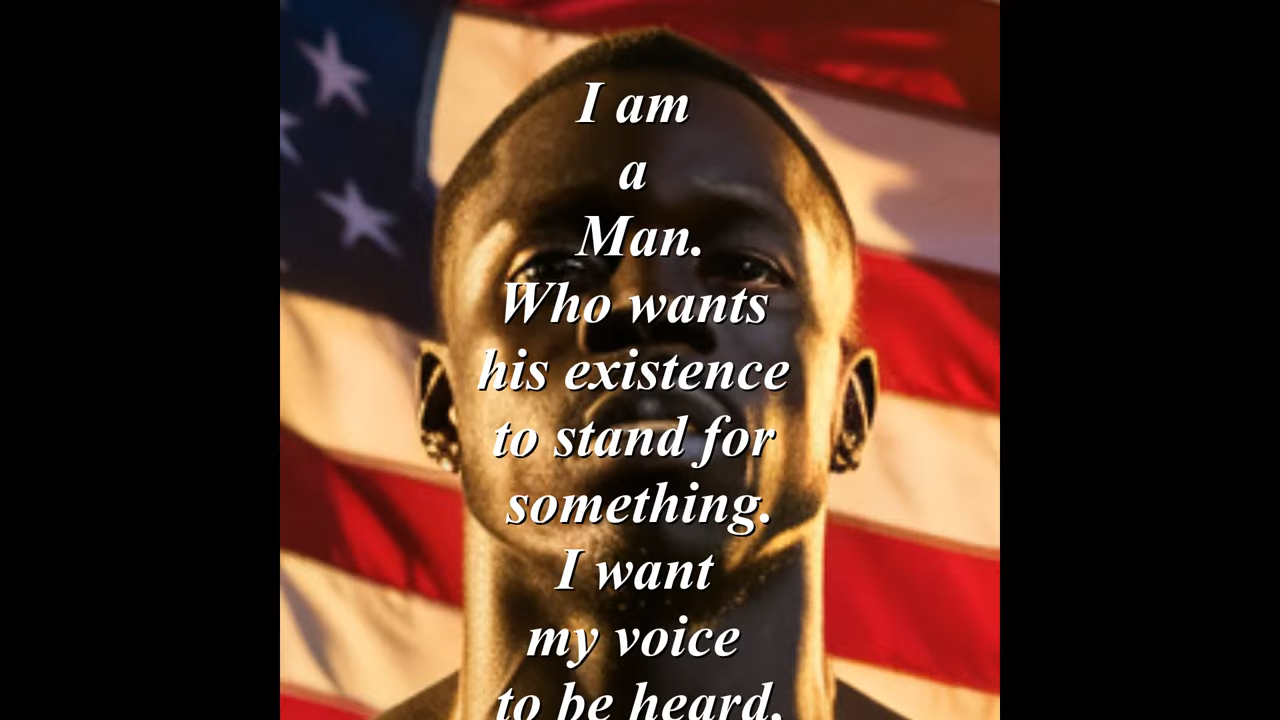 I am
a
Man.
Who wants
his existence
to stand for
something.
I want
my voice
to be heard,